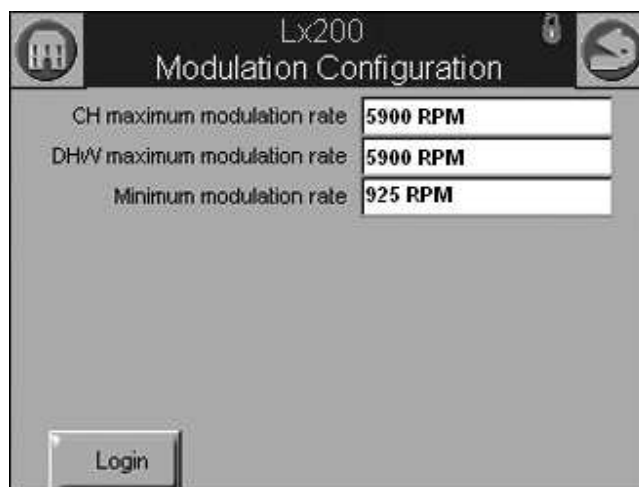 Lx200
Modulation Configuration
CH maximum modulation rate 5900 RPM
DHW maximum modulation rate 5900 RPM
Minimum modulation rate 925 RPM
Login